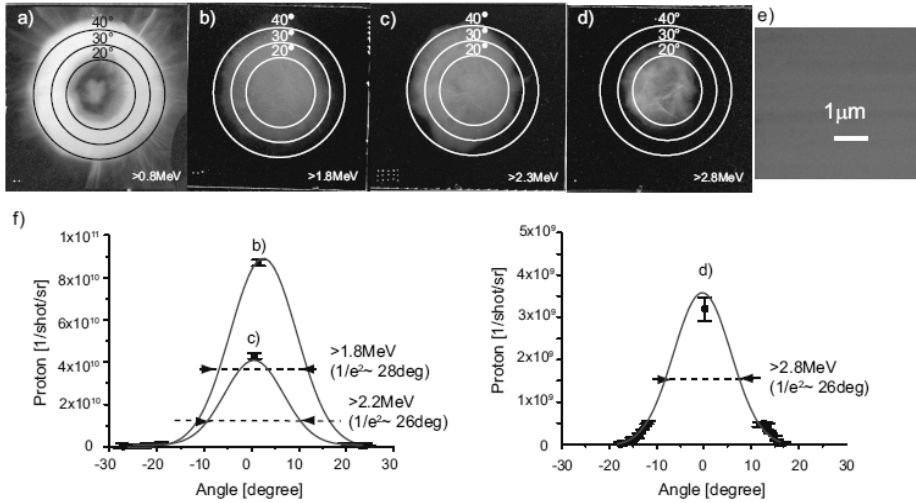 a)
40°
30°
20°
>0.8MeV
b)
40°
30°
20°
>1.8MeV
c)
40°
30°
20°
>2.3MeV
d)
40°
30°
20°
>2.8MeV
e)
1µm
f)
Proton [1/shot/sr]
1x10¹¹
8x10¹⁰
6x10¹⁰
4x10¹⁰
2x10¹⁰
0
-30 -20 -10 0 10 20 30
Angle [degree]
b)
c)
>1.8MeV
(1/e²~ 28deg)
>2.2MeV
(1/e²~ 26deg)
Proton [1/shot/sr]
5x10⁹
4x10⁹
3x10⁹
2x10⁹
1x10⁹
0
-30 -20 -10 0 10 20 30
Angle [degree]
d)
>2.8MeV
(1/e²~ 26deg)